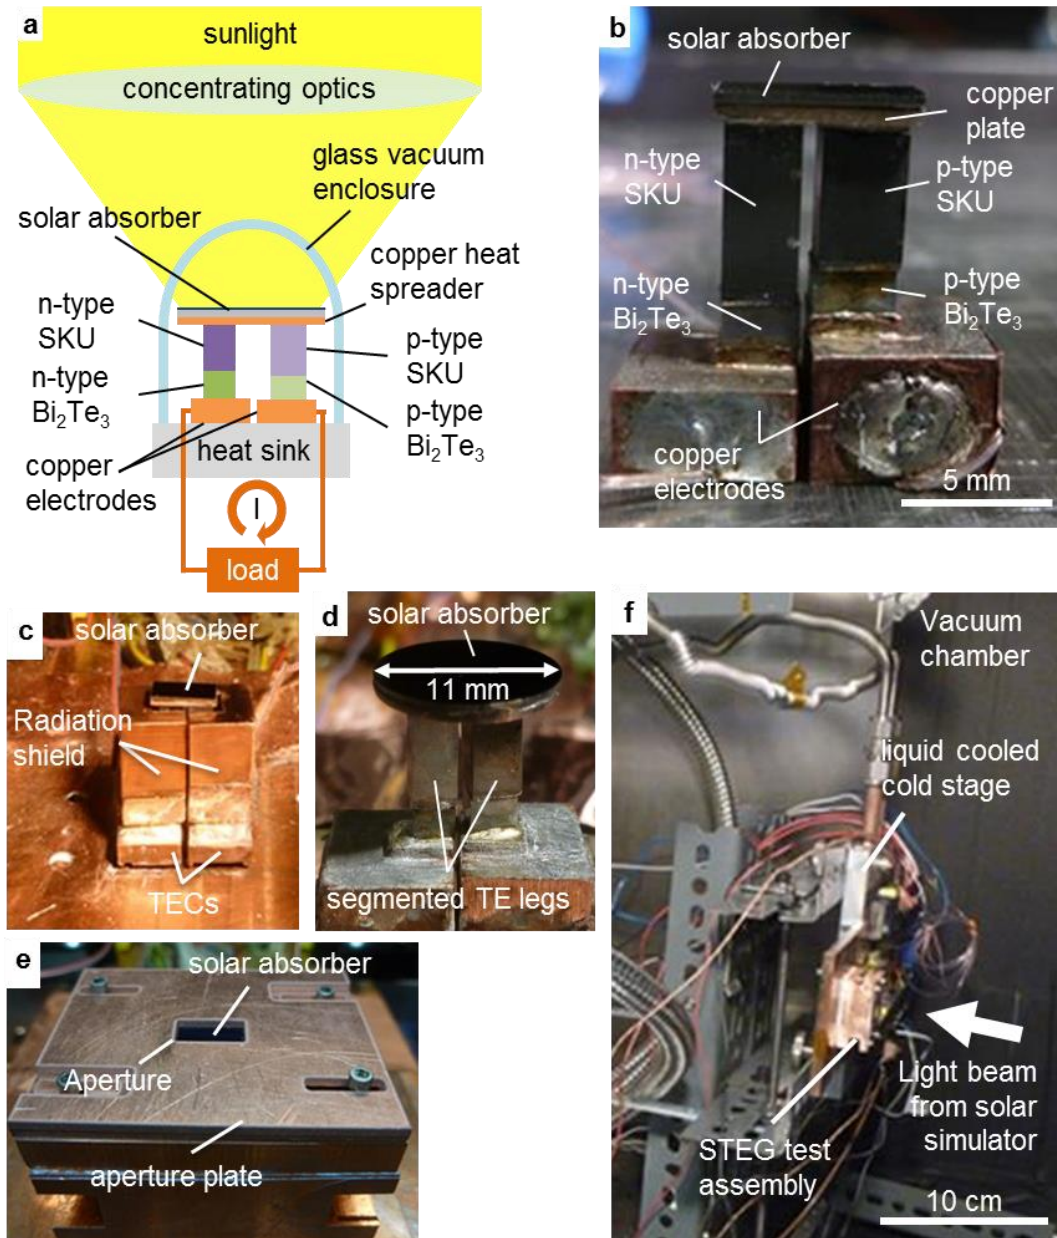 a
sunlight
concentrating optics
glass vacuum
enclosure
solar absorber
copper heat
spreader
n-type
SKU
p-type
SKU
n-type
Bi₂Te₃
p-type
Bi₂Te₃
heat sink
copper
electrodes
I
load
b
solar absorber
copper
plate
n-type
SKU
p-type
SKU
n-type
Bi₂Te₃
p-type
Bi₂Te₃
copper
electrodes
5 mm
c
solar absorber
Radiation
shield
TECs
d
solar absorber
11 mm
segmented TE legs
e
solar absorber
Aperture
aperture plate
f
Vacuum
chamber
liquid cooled
cold stage
Light beam
from solar
simulator
STEG test
assembly
10 cm